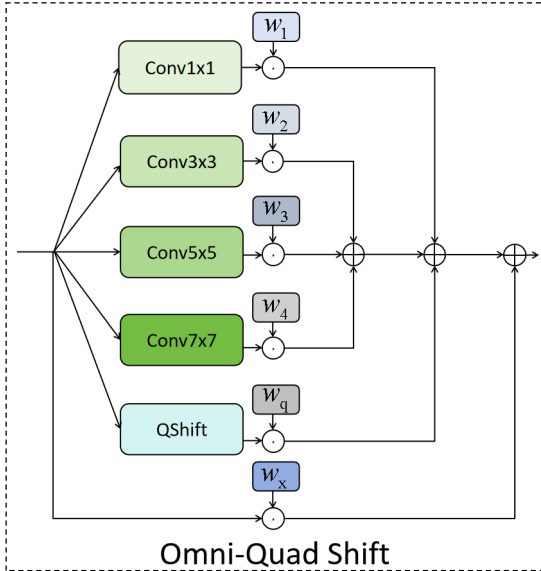 w1
Conv1x1
w2
Conv3x3
w3
Conv5x5
w4
Conv7x7
wq
QShift
wx
Omni-Quad Shift